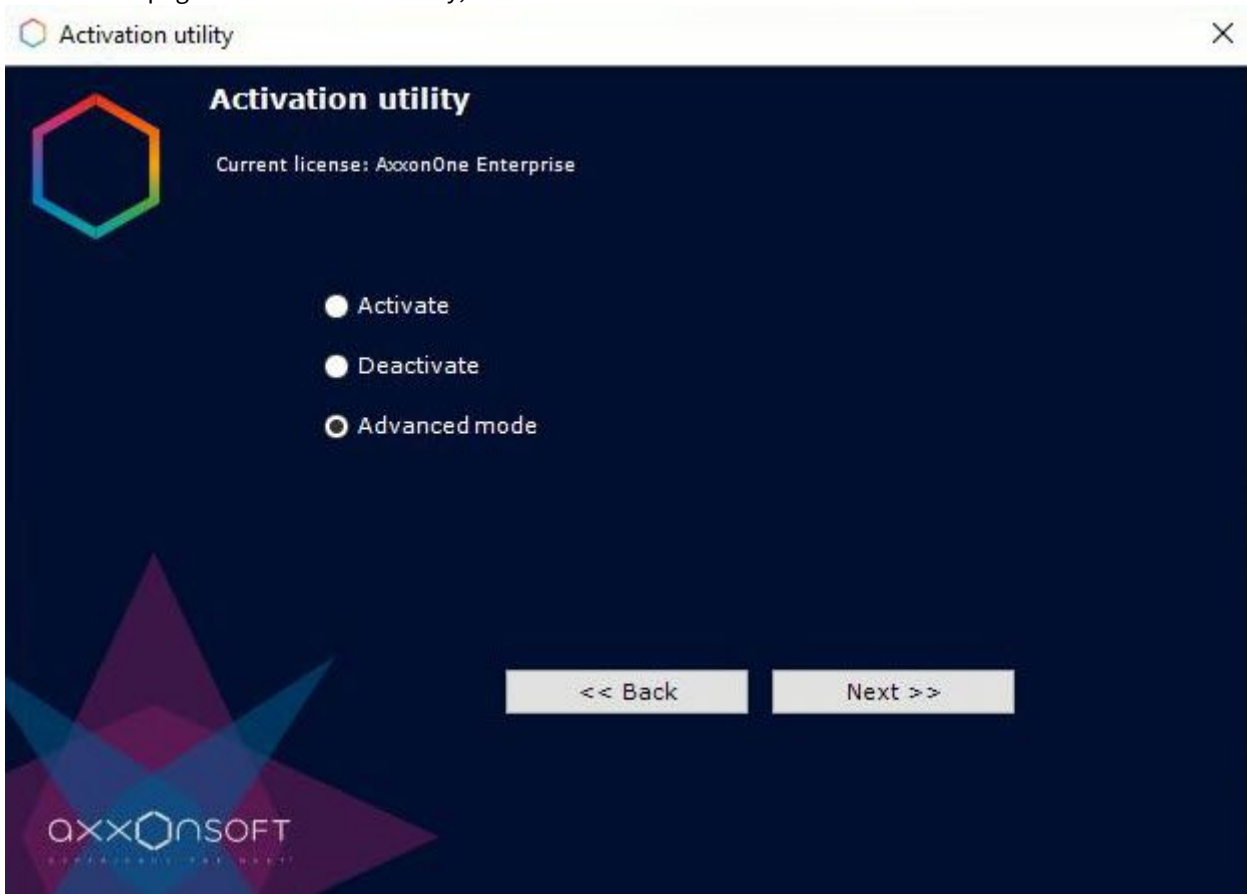 Activation utility
Activation utility
Current license: AxxonOne Enterprise
Activate
Deactivate
Advanced mode
<< Back
Next >>
axxonsoft